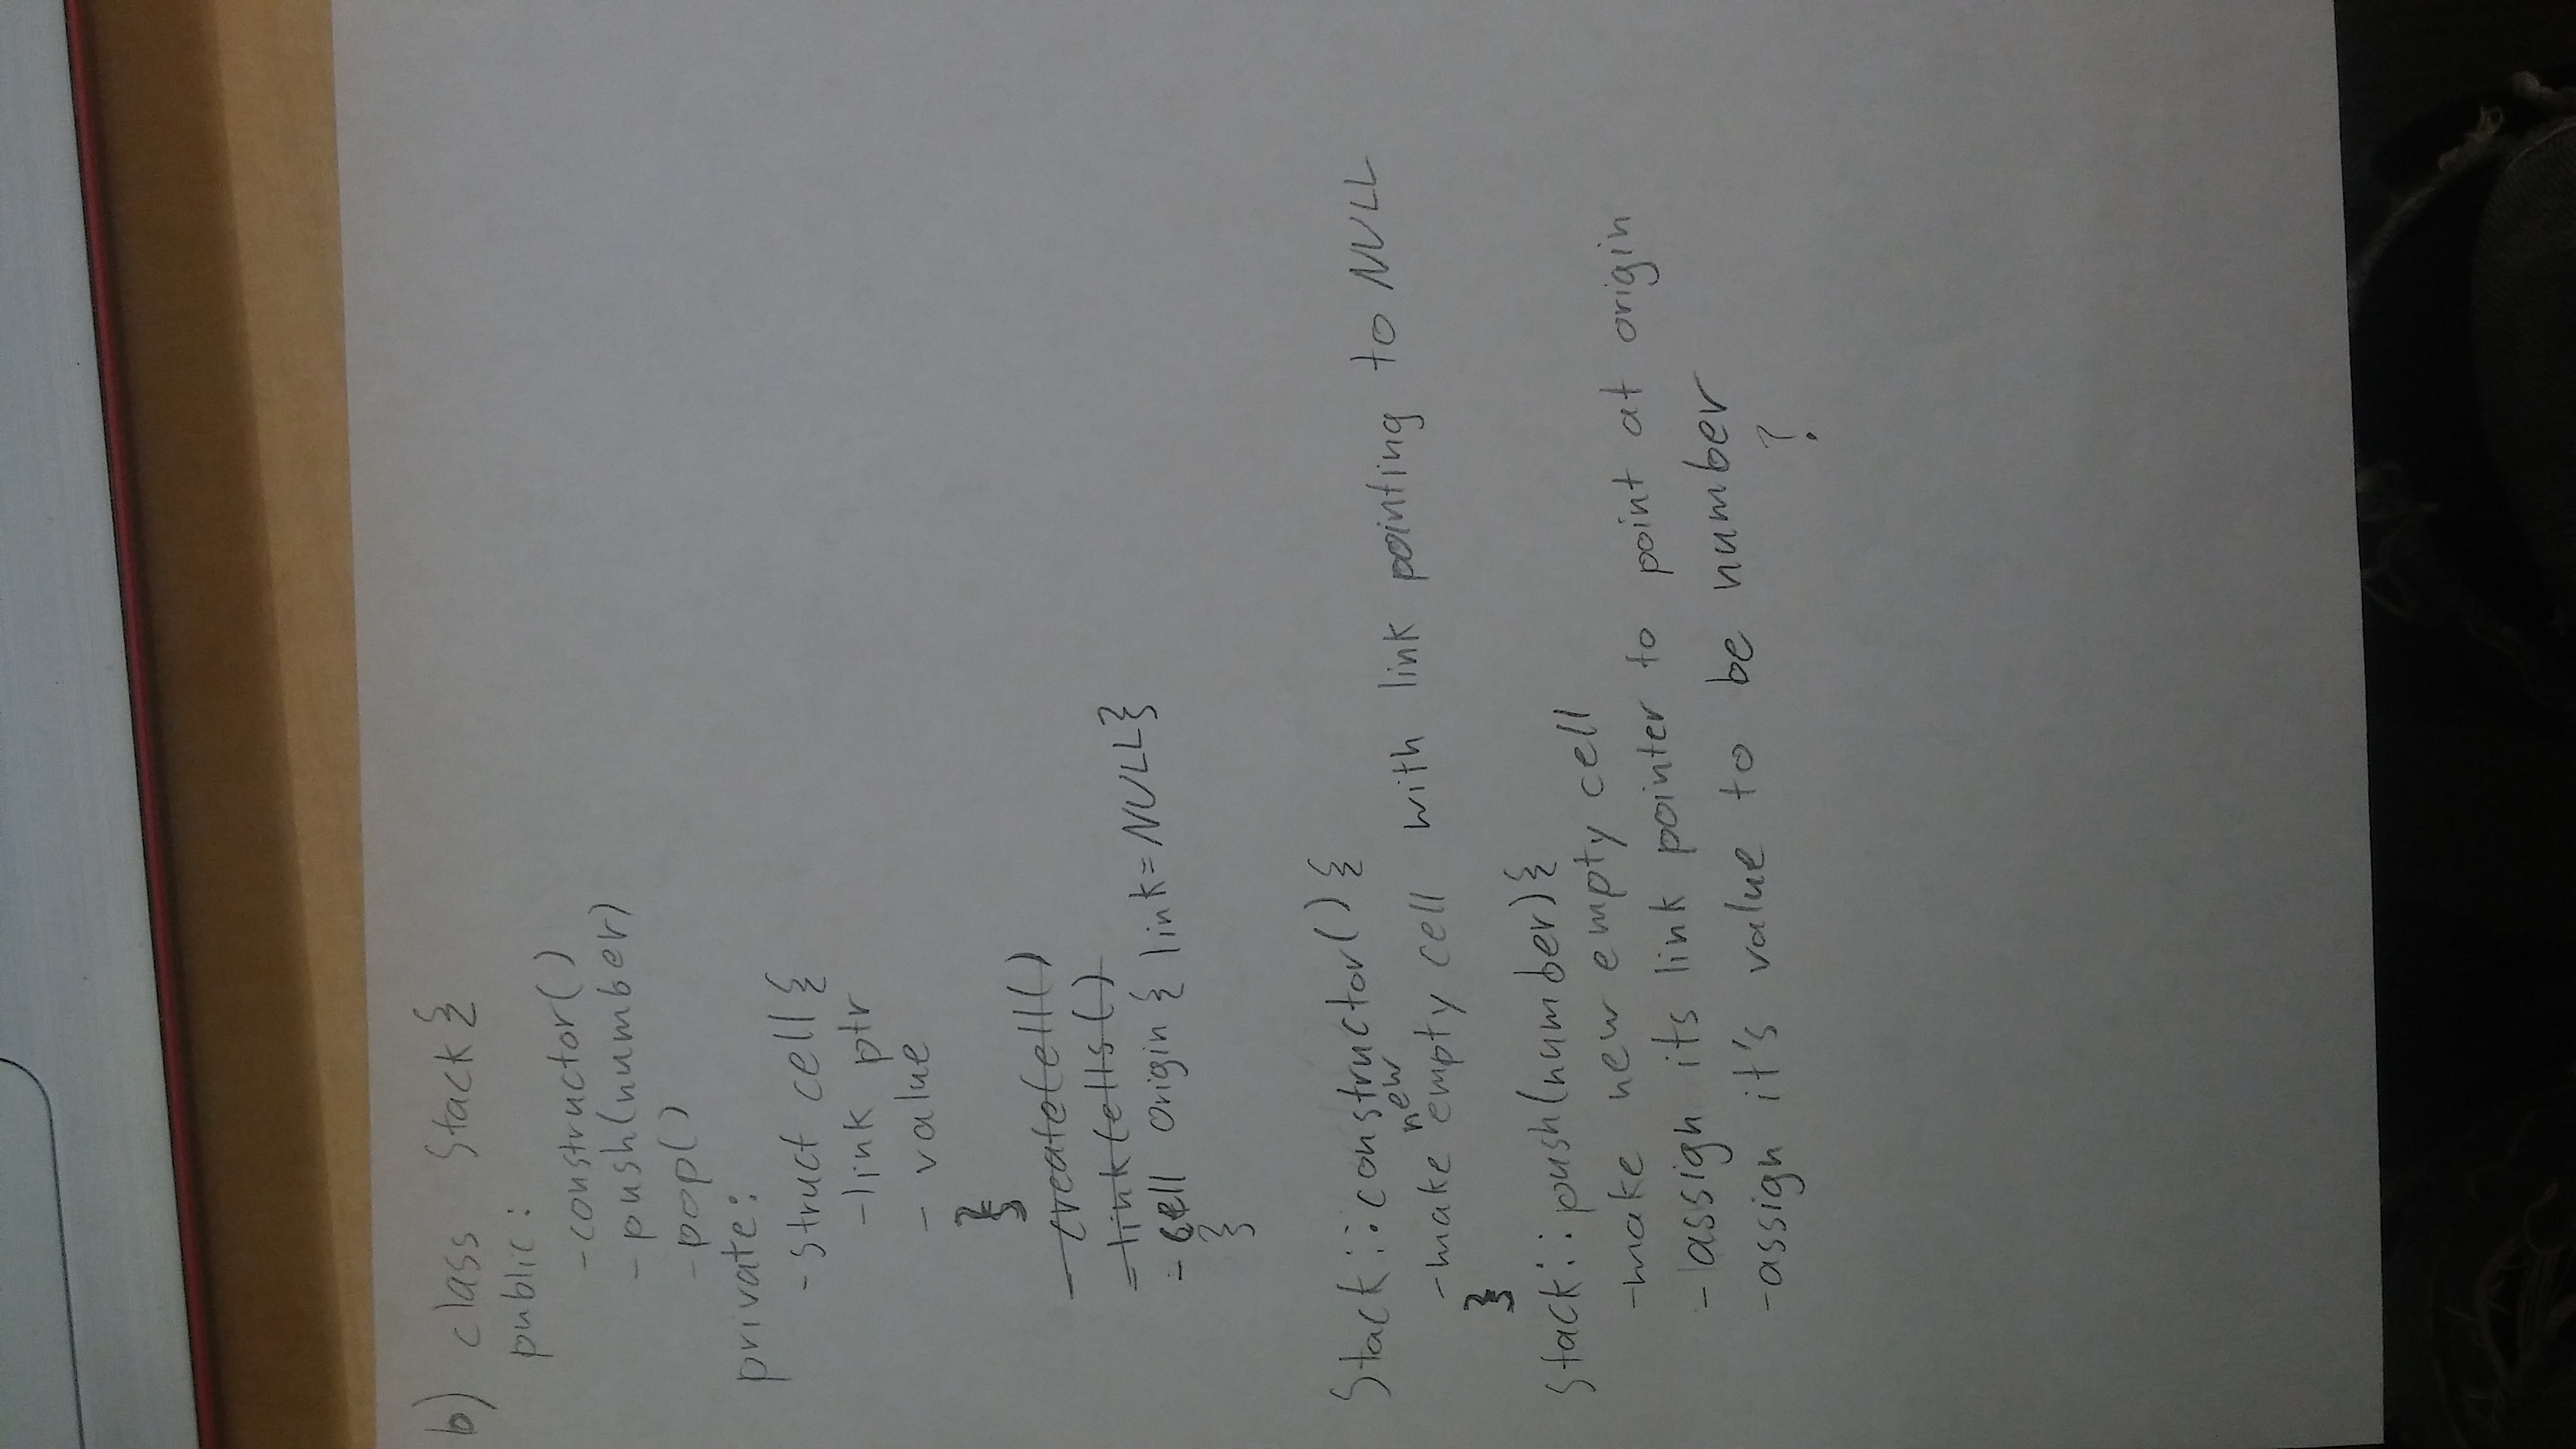 b) class Stack {
public:
- constructor()
- push(number)
- pop()
private:
- struct cell {
- link ptr
- value
}
- createCell()
- linkCells()
- cell origin { link = NULL }
}
Stack::constructor() {
- make new empty cell with link pointing to NULL
}
Stack::push(number) {
- make new empty cell
- assign its link pointer to point at origin
- assign it's value to be number
?